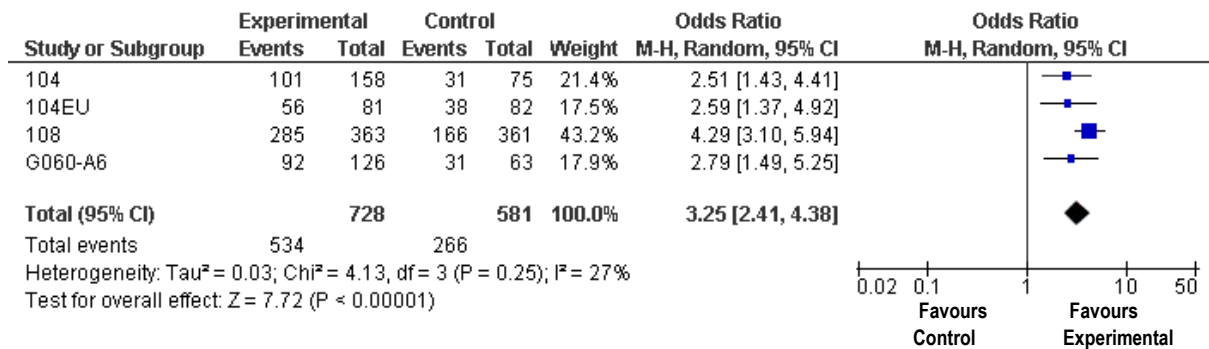 Experimental Control Odds Ratio Odds Ratio
Study or Subgroup Events Total Events Total Weight M-H, Random, 95% CI M-H, Random, 95% CI
104 101 158 31 75 21.4% 2.51 [1.43, 4.41]
104EU 56 81 38 82 17.5% 2.59 [1.37, 4.92]
108 285 363 166 361 43.2% 4.29 [3.10, 5.94]
G060-A6 92 126 31 63 17.9% 2.79 [1.49, 5.25]
Total (95% CI) 728 581 100.0% 3.25 [2.41, 4.38]
Total events 534 266
Heterogeneity: Tau² = 0.03; Chi² = 4.13, df = 3 (P = 0.25); I² = 27%
Test for overall effect: Z = 7.72 (P < 0.00001)
0.02 0.1 1 10 50
Favours Favours
Control Experimental